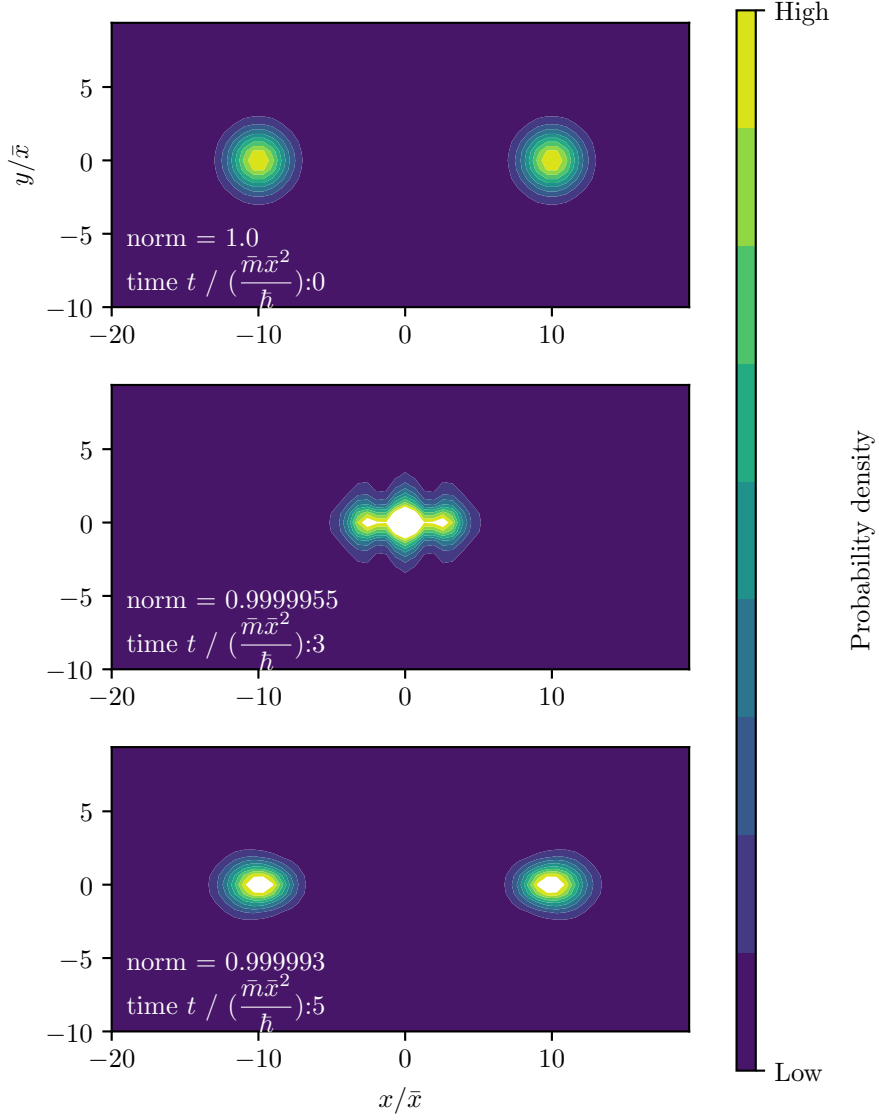 High
5
0
−5
−10
y/x̄
norm = 1.0
time t / (m̄x̄²/ħ):0
−20 −10 0 10
5
0
−5
−10
norm = 0.9999955
time t / (m̄x̄²/ħ):3
−20 −10 0 10
Probability density
5
0
−5
−10
norm = 0.999993
time t / (m̄x̄²/ħ):5
−20 −10 0 10
x/x̄
Low